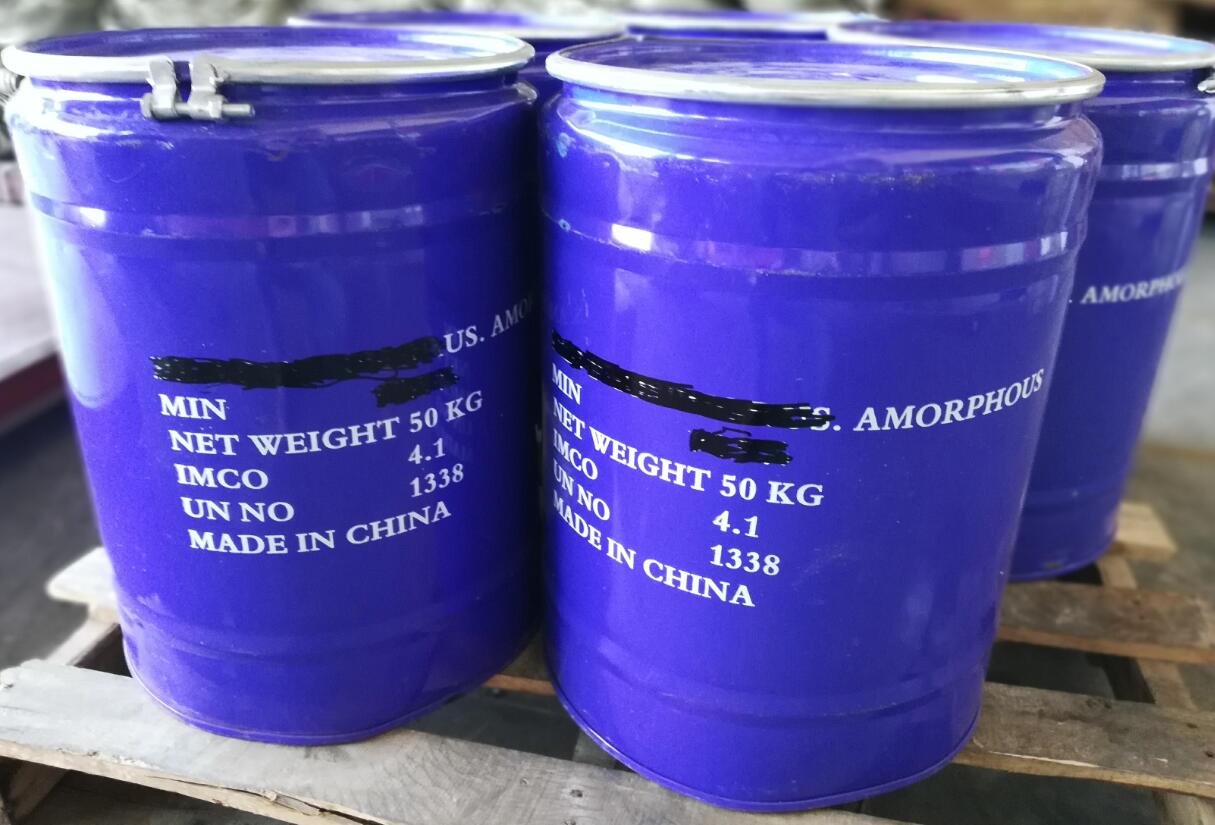 US. AMO
MIN
NET WEIGHT 50 KG
IMCO 4.1
UN NO 1338
MADE IN CHINA
S. AMORPHOUS
MIN
NET WEIGHT 50 KG
IMCO 4.1
UN NO 1338
MADE IN CHINA
. AMORPHOUS